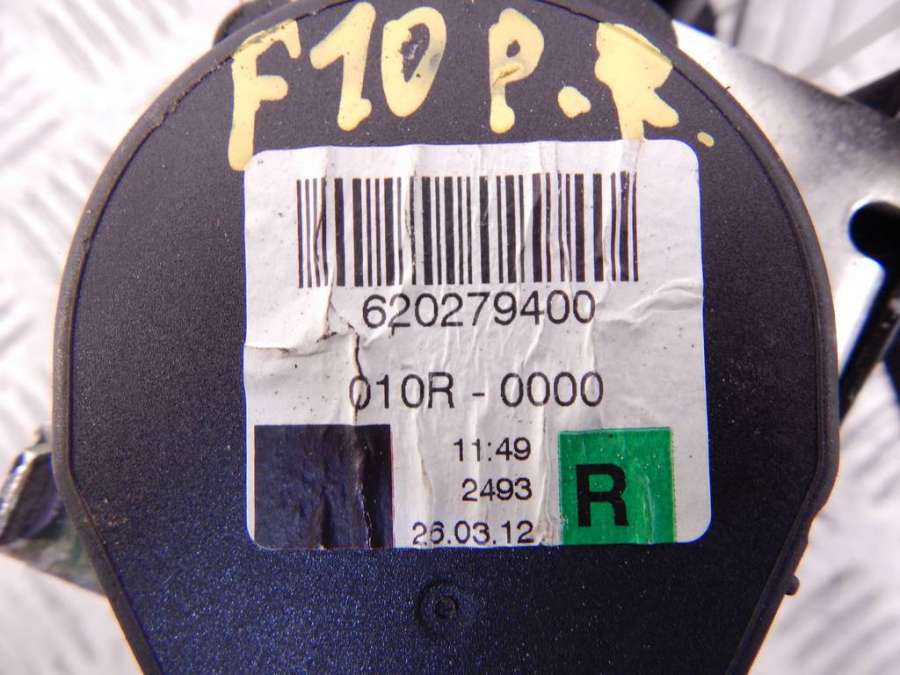 F10 P.R.
620279400
010R - 0000
11:49
2493
R
26.03.12